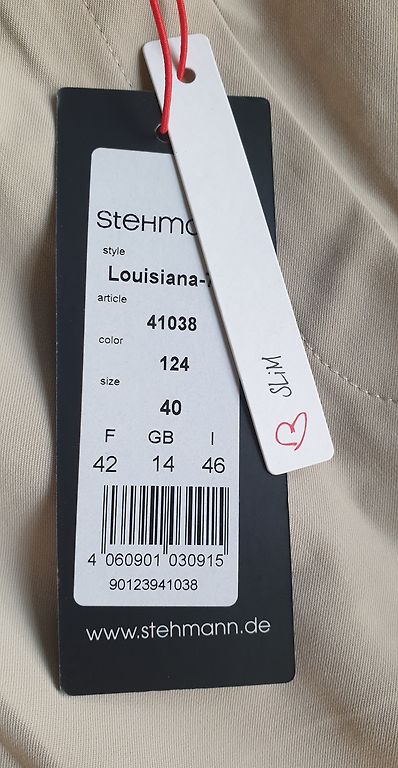 STEHM
style
Louisiana-
article
41038
color
124
size
40
F GB I
42 14 46
4 060901 030915
90123941038
www.stehmann.de
SLiM